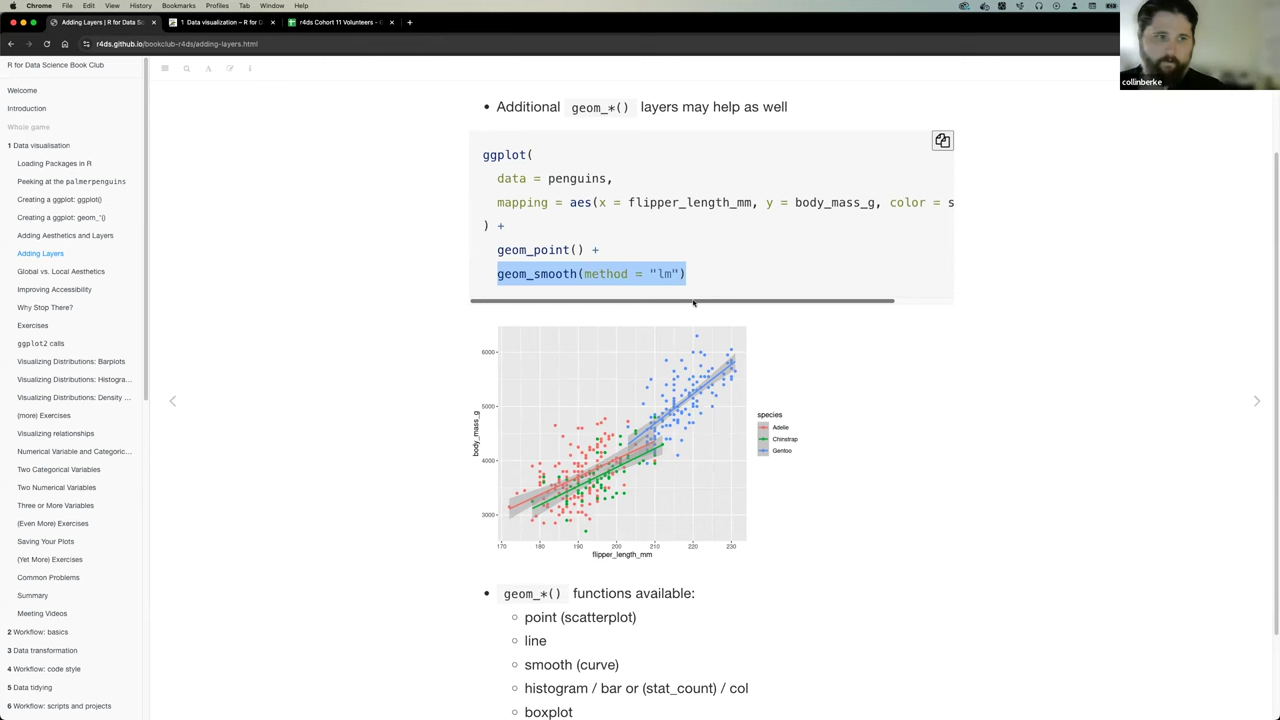 Chrome File Edit View History Bookmarks Profiles Tab Window Help
Adding Layers | R for Data Sc
1 Data visualization – R for D
r4ds Cohort 11 Volunteers - G
r4ds.github.io/bookclub-r4ds/adding-layers.html
collinberke
R for Data Science Book Club
Welcome
Introduction
Whole game
1 Data visualisation
Loading Packages in R
Peeking at the palmerpenguins
Creating a ggplot: ggplot()
Creating a ggplot: geom_*()
Adding Aesthetics and Layers
Adding Layers
Global vs. Local Aesthetics
Improving Accessibility
Why Stop There?
Exercises
ggplot2 calls
Visualizing Distributions: Barplots
Visualizing Distributions: Histogra...
Visualizing Distributions: Density ...
(more) Exercises
Visualizing relationships
Numerical Variable and Categoric...
Two Categorical Variables
Two Numerical Variables
Three or More Variables
(Even More) Exercises
Saving Your Plots
(Yet More) Exercises
Common Problems
Summary
Meeting Videos
2 Workflow: basics
3 Data transformation
4 Workflow: code style
5 Data tidying
6 Workflow: scripts and projects
• Additional geom_*() layers may help as well
ggplot(
data = penguins,
mapping = aes(x = flipper_length_mm, y = body_mass_g, color = s
) +
geom_point() +
geom_smooth(method = "lm")
6000
5000
4000
3000
body_mass_g
170 180 190 200 210 220 230
flipper_length_mm
species
Adelie
Chinstrap
Gentoo
• geom_*() functions available:
○ point (scatterplot)
○ line
○ smooth (curve)
○ histogram / bar or (stat_count) / col
○ boxplot